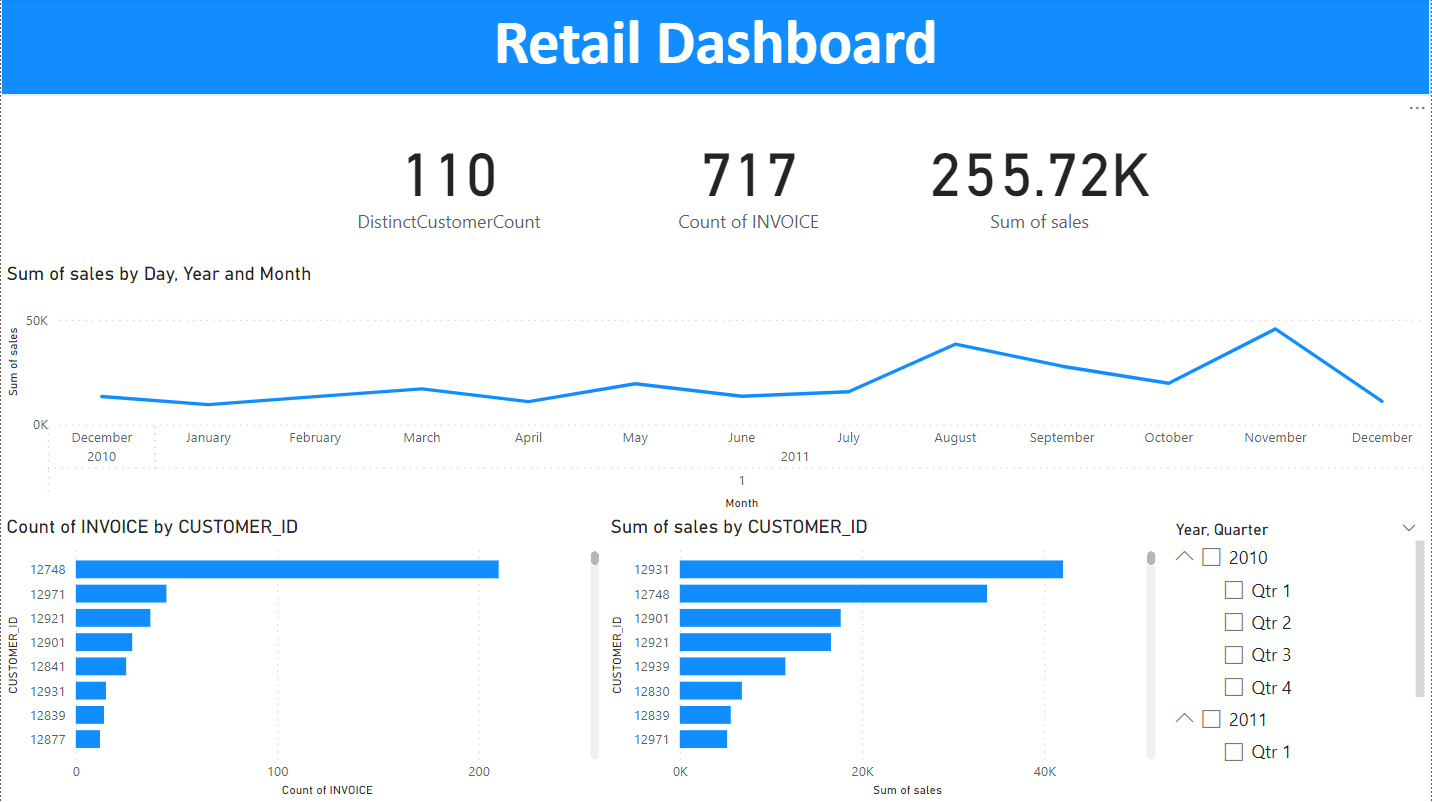 Retail Dashboard
110
DistinctCustomerCount
717
Count of INVOICE
255.72K
Sum of sales
Sum of sales by Day, Year and Month
Sum of sales
50K
0K
December January February March April May June July August September October November December
2010 2011
1
Month
Count of INVOICE by CUSTOMER_ID
CUSTOMER_ID
12748
12971
12921
12901
12841
12931
12839
12877
0 100 200
Count of INVOICE
Sum of sales by CUSTOMER_ID
CUSTOMER_ID
12931
12748
12901
12921
12939
12830
12839
12971
0K 20K 40K
Sum of sales
Year, Quarter
2010
Qtr 1
Qtr 2
Qtr 3
Qtr 4
2011
Qtr 1